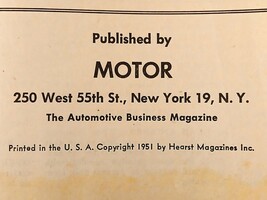 Published by
MOTOR
250 West 55th St., New York 19, N. Y.
The Automotive Business Magazine
Printed in the U. S. A. Copyright 1951 by Hearst Magazines Inc.